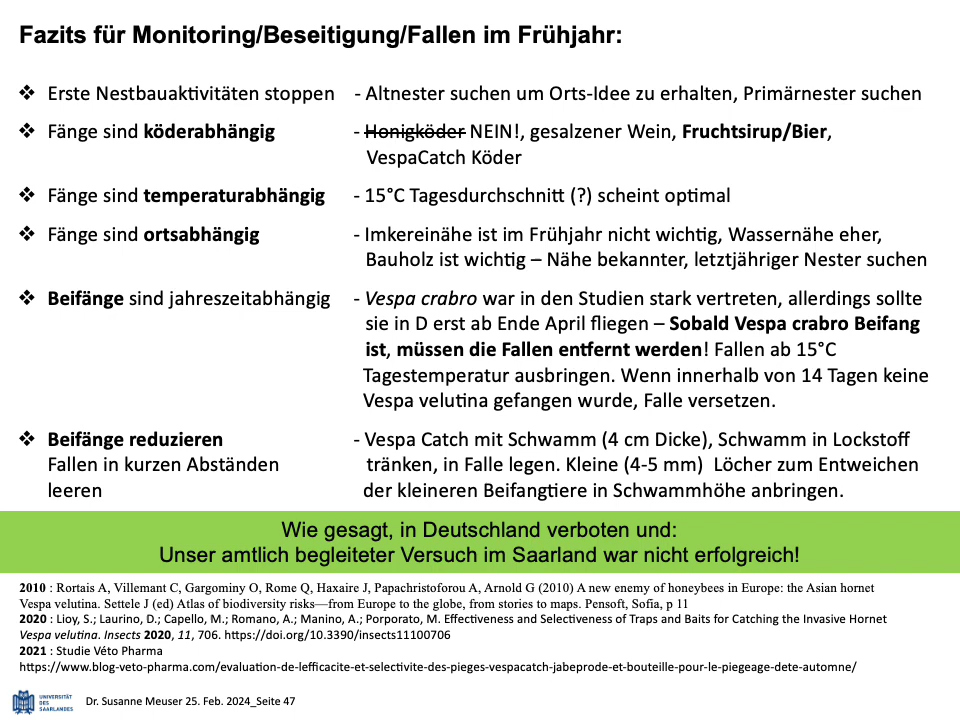 Fazits für Monitoring/Beseitigung/Fallen im Frühjahr:
❖ Erste Nestbauaktivitäten stoppen - Altnester suchen um Orts-Idee zu erhalten, Primärnester suchen
❖ Fänge sind köderabhängig - Honigköder NEIN!, gesalzener Wein, Fruchtsirup/Bier,
VespaCatch Köder
❖ Fänge sind temperaturabhängig - 15°C Tagesdurchschnitt (?) scheint optimal
❖ Fänge sind ortsabhängig - Imkereinähe ist im Frühjahr nicht wichtig, Wassernähe eher,
Bauholz ist wichtig – Nähe bekannter, letztjähriger Nester suchen
❖ Beifänge sind jahreszeitabhängig - Vespa crabro war in den Studien stark vertreten, allerdings sollte
sie in D erst ab Ende April fliegen – Sobald Vespa crabro Beifang
ist, müssen die Fallen entfernt werden! Fallen ab 15°C
Tagestemperatur ausbringen. Wenn innerhalb von 14 Tagen keine
Vespa velutina gefangen wurde, Falle versetzen.
❖ Beifänge reduzieren - Vespa Catch mit Schwamm (4 cm Dicke), Schwamm in Lockstoff
Fallen in kurzen Abständen tränken, in Falle legen. Kleine (4-5 mm) Löcher zum Entweichen
leeren der kleineren Beifangtiere in Schwammhöhe anbringen.
Wie gesagt, in Deutschland verboten und:
Unser amtlich begleiteter Versuch im Saarland war nicht erfolgreich!
2010 : Rortais A, Villemant C, Gargominy O, Rome Q, Haxaire J, Papachristoforou A, Arnold G (2010) A new enemy of honeybees in Europe: the Asian hornet
Vespa velutina. Settele J (ed) Atlas of biodiversity risks—from Europe to the globe, from stories to maps. Pensoft, Sofia, p 11
2020 : Lioy, S.; Laurino, D.; Capello, M.; Romano, A.; Manino, A.; Porporato, M. Effectiveness and Selectiveness of Traps and Baits for Catching the Invasive Hornet
Vespa velutina. Insects 2020, 11, 706. https://doi.org/10.3390/insects11100706
2021 : Studie Véto Pharma
https://www.blog-veto-pharma.com/evaluation-de-lefficacite-et-selectivite-des-pieges-vespacatch-jabeprode-et-bouteille-pour-le-piegeage-dete-automne/
UNIVERSITÄT
DES
SAARLANDES
Dr. Susanne Meuser 25. Feb. 2024_Seite 47